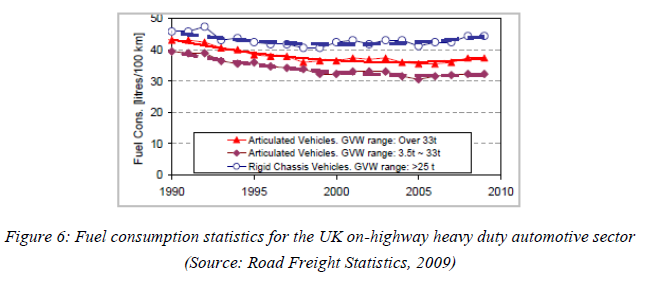 50
40
30
20
10
0
Fuel Cons. [litres/100 km]
Articulated Vehicles. GVW range: Over 33t
Articulated Vehicles. GVW range: 3.5t ~ 33t
Rigid Chassis Vehicles. GVW range: >25 t
1990 1995 2000 2005 2010
Figure 6: Fuel consumption statistics for the UK on-highway heavy duty automotive sector
(Source: Road Freight Statistics, 2009)